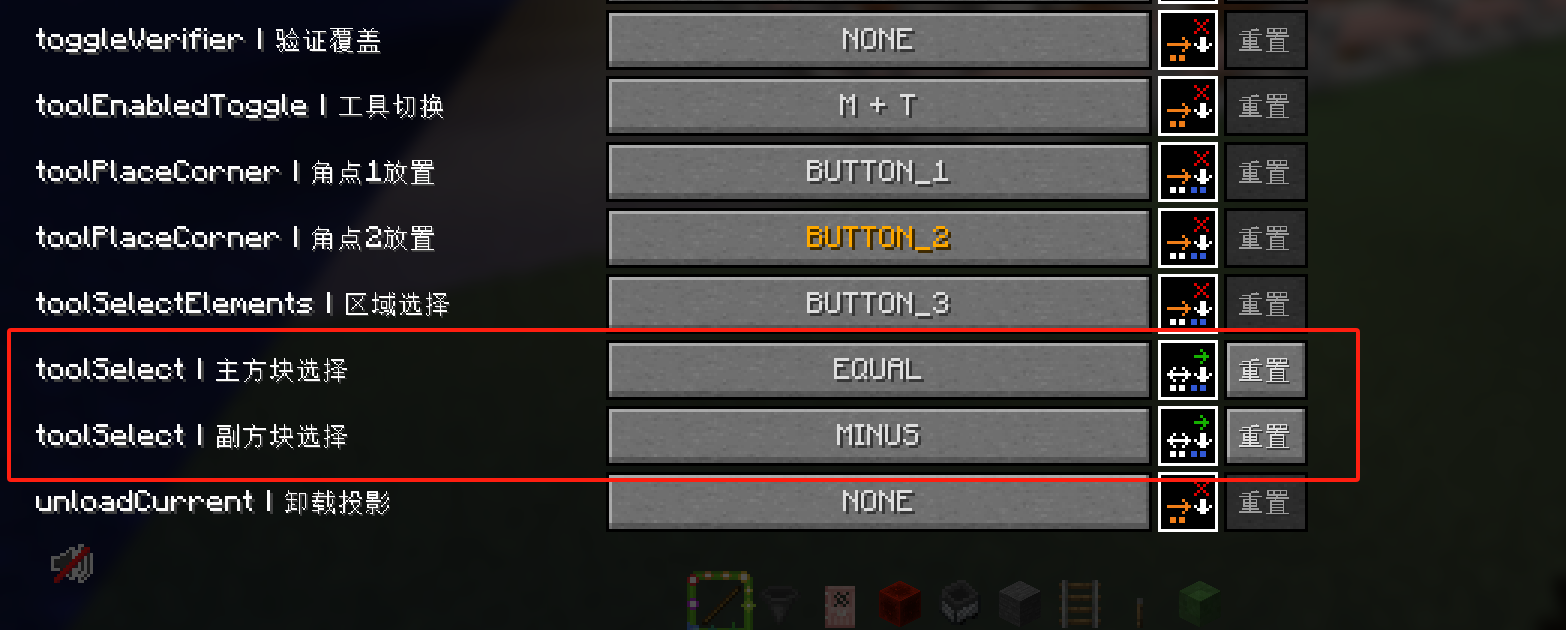 toggleVerifier | 验证覆盖 NONE 重置
toolEnabledToggle | 工具切换 M + T 重置
toolPlaceCorner | 角点1放置 BUTTON_1 重置
toolPlaceCorner | 角点2放置 BUTTON_2 重置
toolSelectElements | 区域选择 BUTTON_3 重置
toolSelect | 主方块选择 EQUAL 重置
toolSelect | 副方块选择 MINUS 重置
unloadCurrent | 卸载投影 NONE 重置